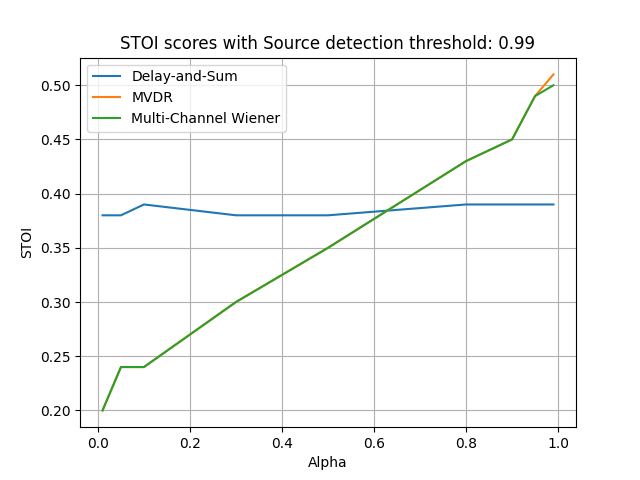 STOI scores with Source detection threshold: 0.99
Delay-and-Sum
MVDR
Multi-Channel Wiener
STOI
0.50
0.45
0.40
0.35
0.30
0.25
0.20
0.0 0.2 0.4 0.6 0.8 1.0
Alpha